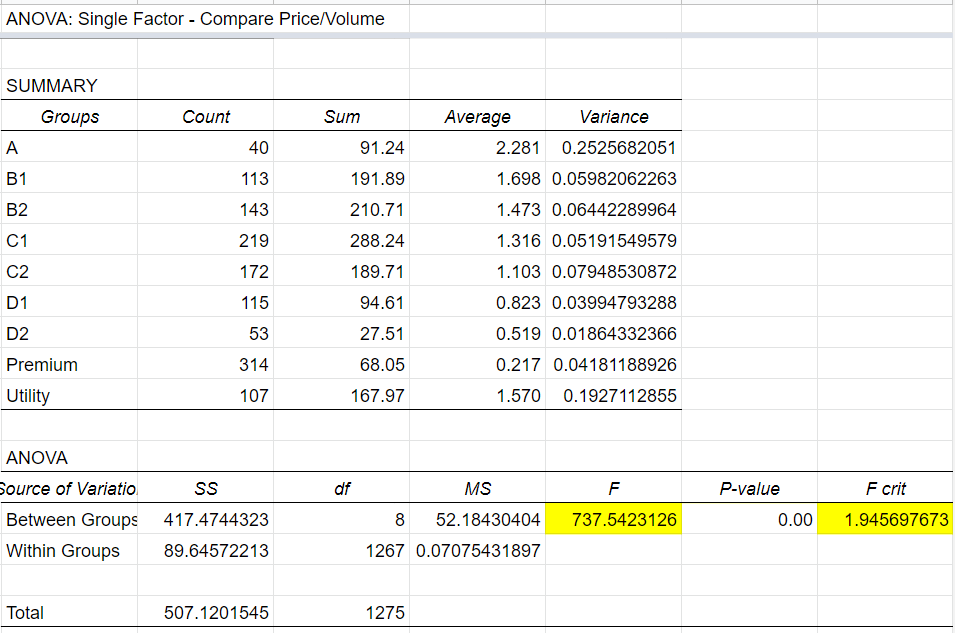 ANOVA: Single Factor - Compare Price/Volume
SUMMARY
Groups Count Sum Average Variance
A 40 91.24 2.281 0.2525682051
B1 113 191.89 1.698 0.05982062263
B2 143 210.71 1.473 0.06442289964
C1 219 288.24 1.316 0.05191549579
C2 172 189.71 1.103 0.07948530872
D1 115 94.61 0.823 0.03994793288
D2 53 27.51 0.519 0.01864332366
Premium 314 68.05 0.217 0.04181188926
Utility 107 167.97 1.570 0.1927112855
ANOVA
Source of Variatio SS df MS F P-value F crit
Between Groups 417.4744323 8 52.18430404 737.5423126 0.00 1.945697673
Within Groups 89.64572213 1267 0.07075431897
Total 507.1201545 1275